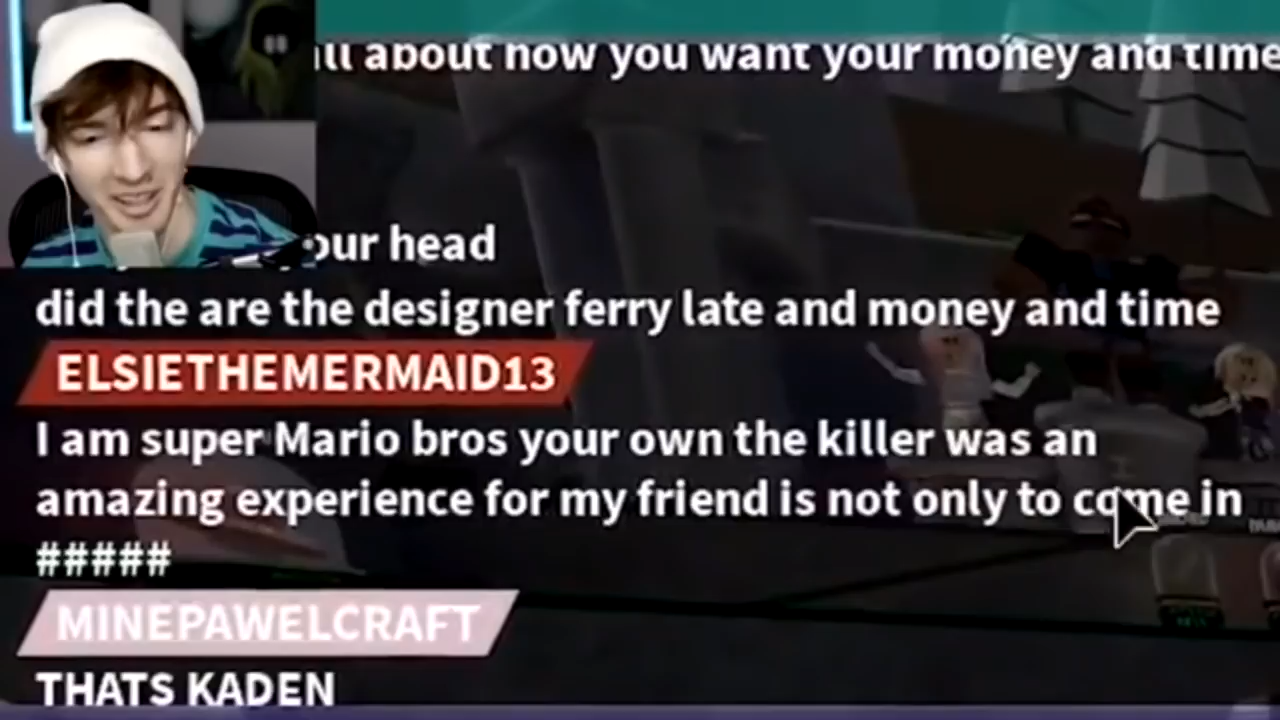 about how you want your money and time
your head
did the are the designer ferry late and money and time
ELSIETHEMERMAID13
I am super Mario bros your own the killer was an
amazing experience for my friend is not only to come in
#####
MINEPAWELCRAFT
THATS KADEN